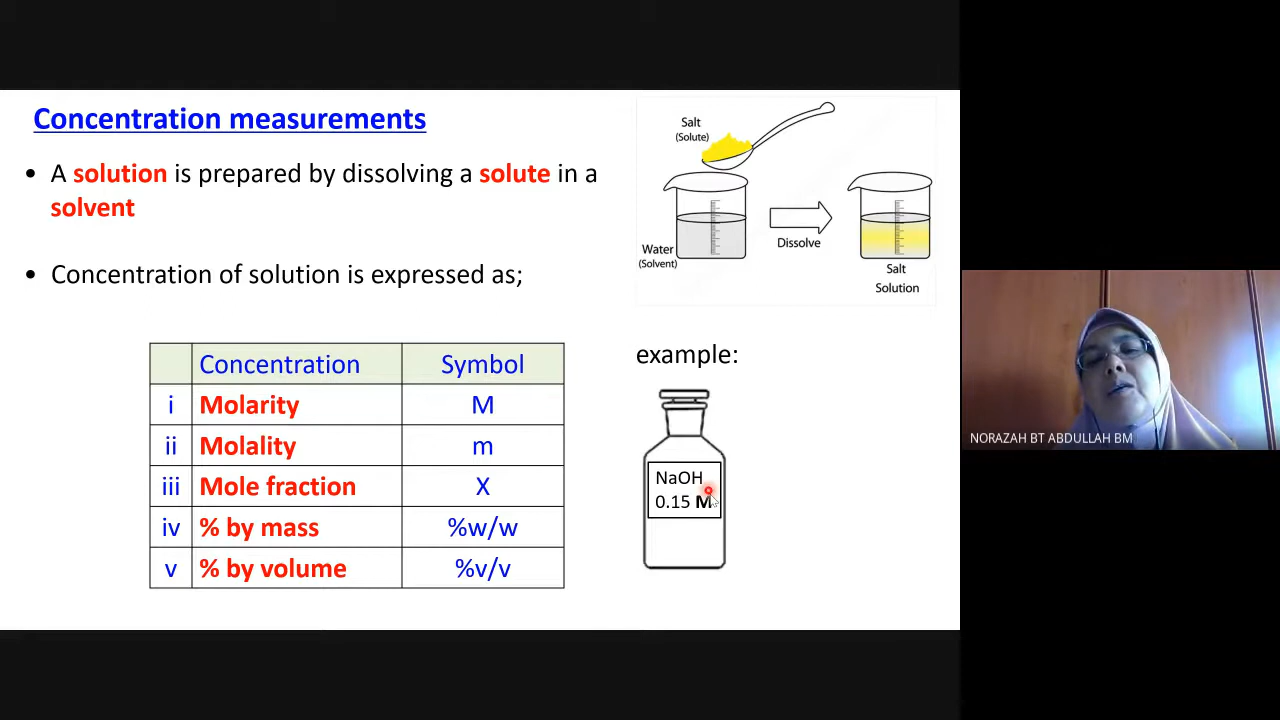 Concentration measurements
• A solution is prepared by dissolving a solute in a
solvent
• Concentration of solution is expressed as;
Concentration Symbol
i Molarity M
ii Molality m
iii Mole fraction X
iv % by mass %w/w
v % by volume %v/v
Salt
(Solute)
Water
(Solvent)
Dissolve
Salt
Solution
example:
NaOH
0.15 M
NORAZAH BT ABDULLAH BM